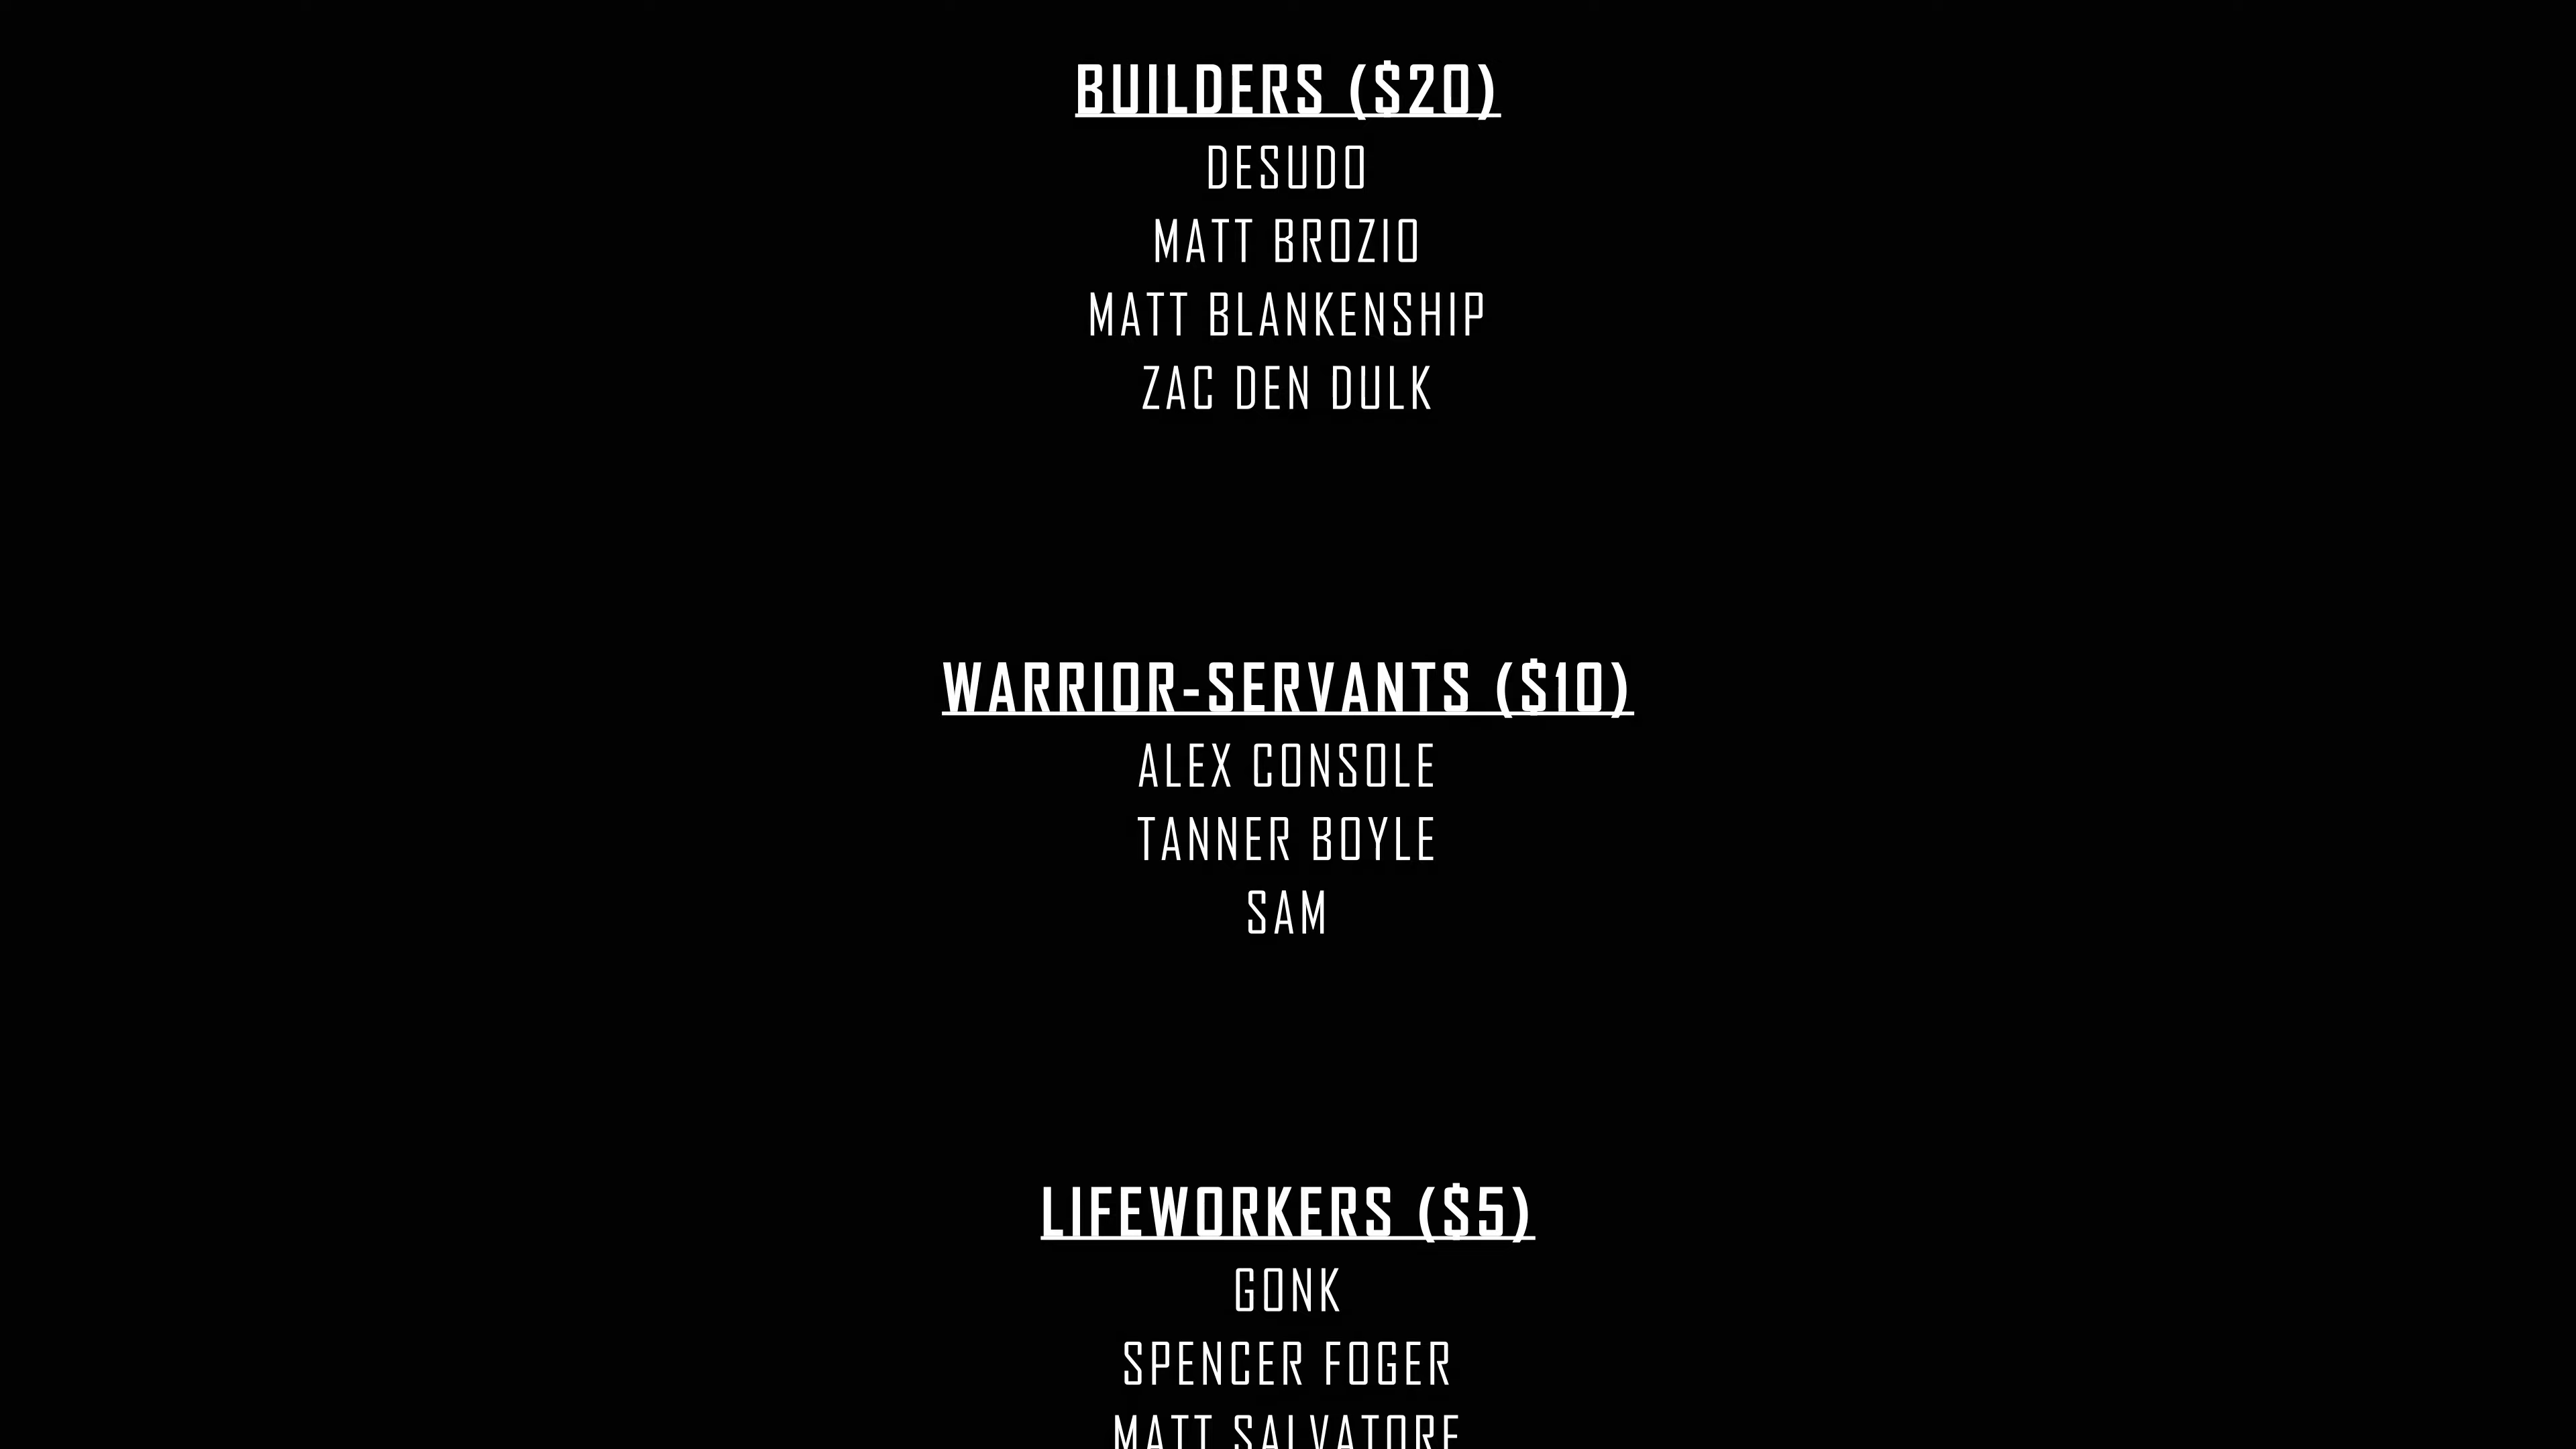 BUILDERS ($20)
DESUDO
MATT BROZIO
MATT BLANKENSHIP
ZAC DEN DULK
WARRIOR-SERVANTS ($10)
ALEX CONSOLE
TANNER BOYLE
SAM
LIFEWORKERS ($5)
GONK
SPENCER FOGER
MATT SALVATORE